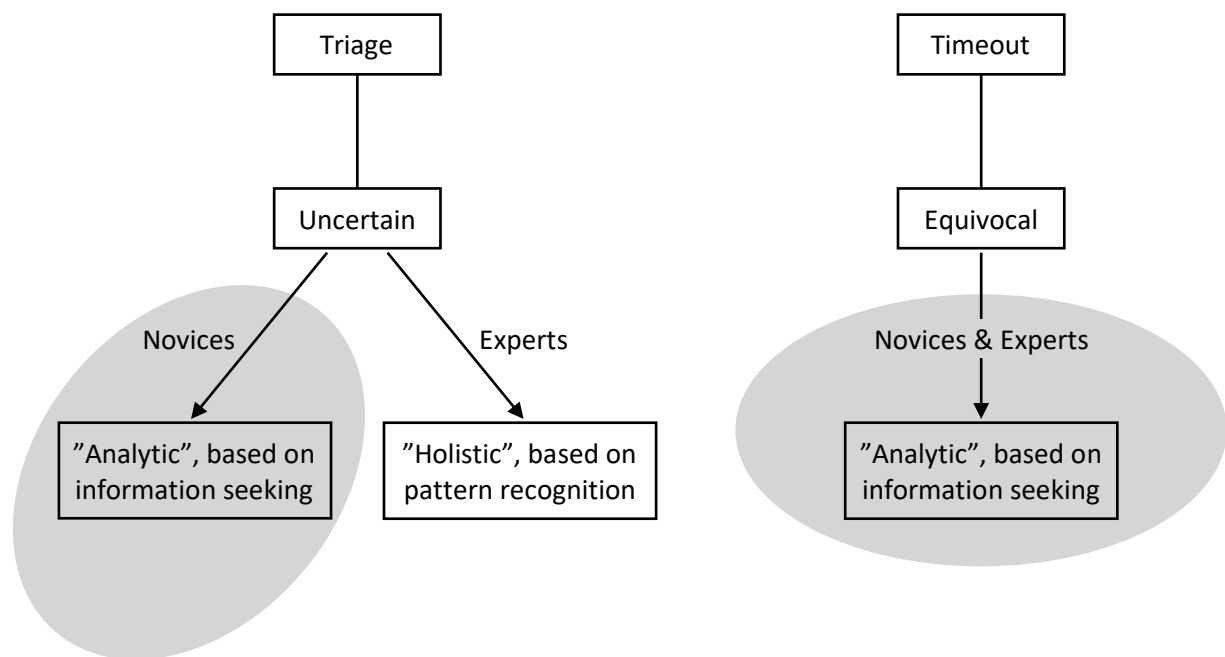 Triage
Timeout
Uncertain
Equivocal
Novices
Experts
Novices & Experts
”Analytic”, based on
information seeking
”Holistic”, based on
pattern recognition
”Analytic”, based on
information seeking